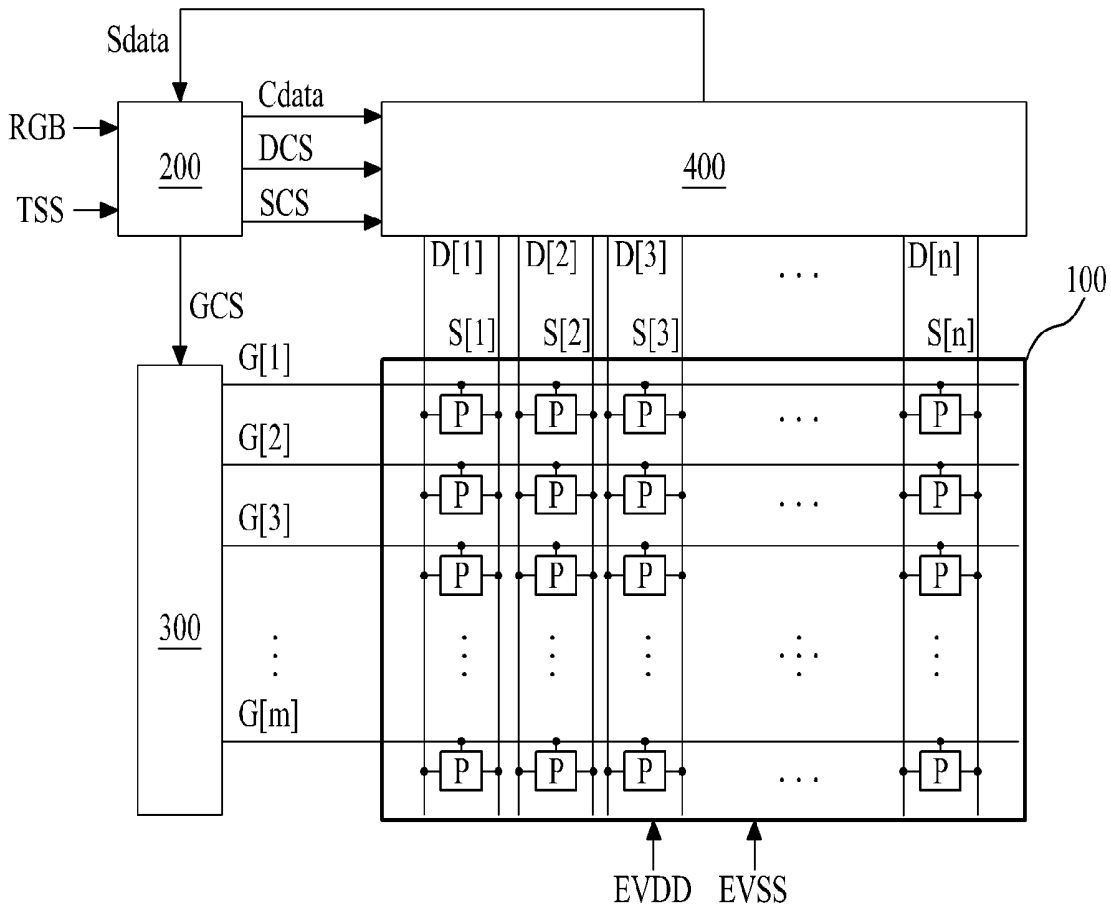 Sdata
Cdata
RGB
DCS
200
400
TSS
SCS
D[1] D[2] D[3] ... D[n]
100
GCS
S[1] S[2] S[3] S[n]
G[1]
P P P ... P
G[2]
P P P ... P
G[3]
P P P P
300
G[m]
P P P ... P
EVDD EVSS